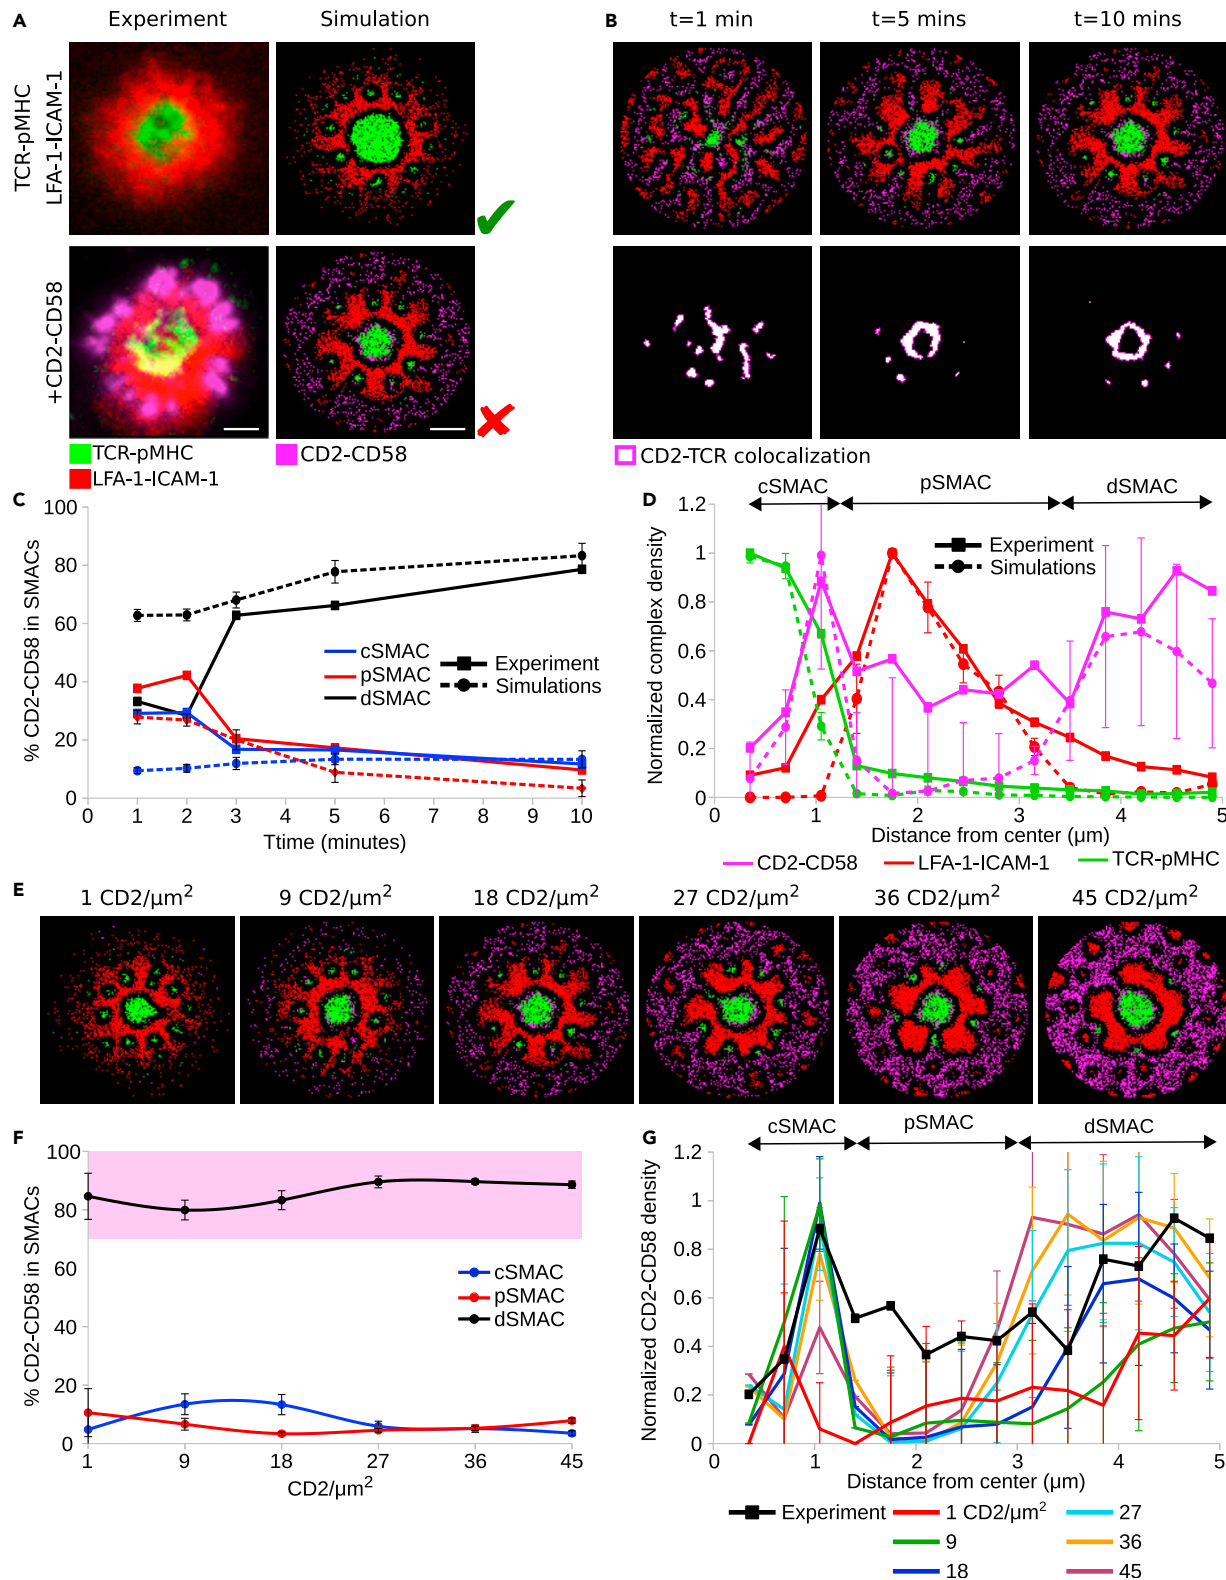 A
Experiment
Simulation
TCR-pMHC
LFA-1-ICAM-1
+CD2-CD58
TCR-pMHC
CD2-CD58
LFA-1-ICAM-1
B
t=1 min
t=5 mins
t=10 mins
CD2-TCR colocalization
C
100
80
60
40
20
0
% CD2-CD58 in SMACs
cSMAC
pSMAC
dSMAC
Experiment
Simulations
0 1 2 3 4 5 6 7 8 9 10
Ttime (minutes)
D
cSMAC
pSMAC
dSMAC
1.2
1
0.8
0.6
0.4
0.2
0
Normalized complex density
Experiment
Simulations
0 1 2 3 4 5
Distance from center (μm)
CD2-CD58
LFA-1-ICAM-1
TCR-pMHC
E
1 CD2/μm²
9 CD2/μm²
18 CD2/μm²
27 CD2/μm²
36 CD2/μm²
45 CD2/μm²
F
100
80
60
40
20
0
% CD2-CD58 in SMACs
cSMAC
pSMAC
dSMAC
1 9 18 27 36 45
CD2/μm²
G
cSMAC
pSMAC
dSMAC
1.2
1
0.8
0.6
0.4
0.2
0
Normalized CD2-CD58 density
0 1 2 3 4 5
Distance from center (μm)
Experiment
1 CD2/μm²
27
9
36
18
45